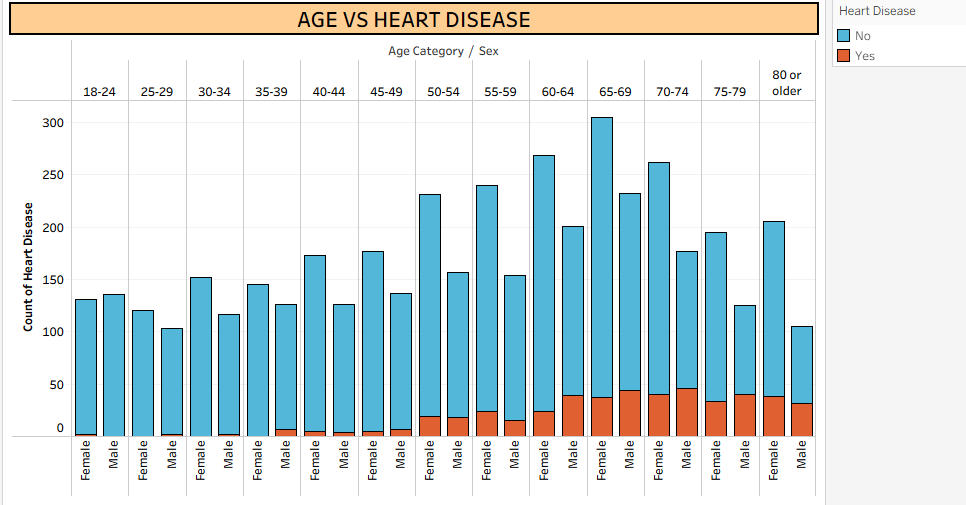 AGE VS HEART DISEASE
Heart Disease
No
Yes
Age Category / Sex
18-24 25-29 30-34 35-39 40-44 45-49 50-54 55-59 60-64 65-69 70-74 75-79 80 or
older
Count of Heart Disease
300
250
200
150
100
50
0
Female Male Female Male Female Male Female Male Female Male Female Male Female Male Female Male Female Male Female Male Female Male Female Male Female Male